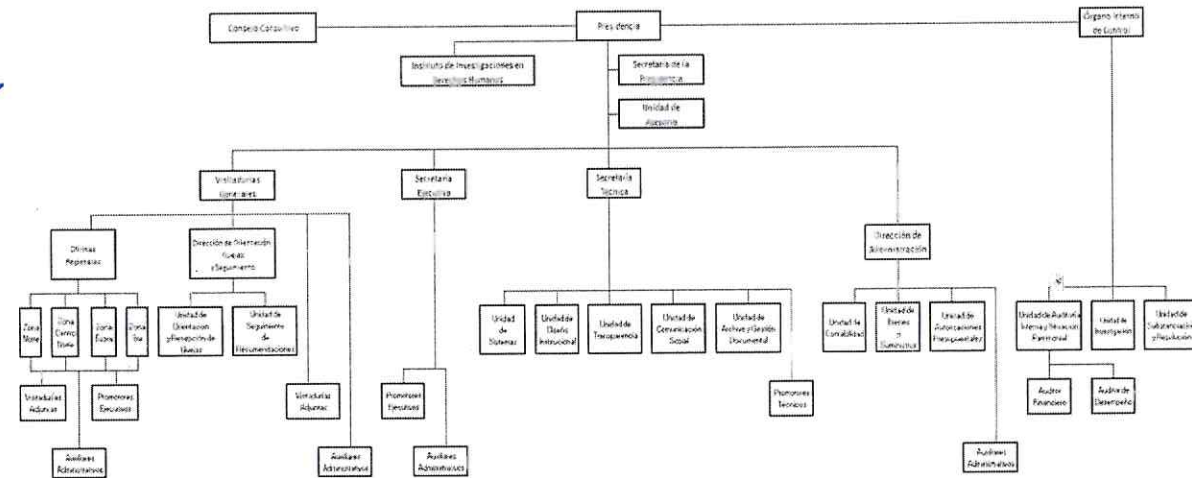 Consejo Consultivo
Presidencia
Órgano Interno
de Control
Instituto de Investigaciones en
Derechos Humanos
Secretaría de la
Presidencia
Unidad de
Asesoría
Visitadurías
Generales
Secretaría
Ejecutiva
Secretaría
Técnica
Dirección de
Administración
Oficinas
Regionales
Dirección de Orientación
Quejas
y Seguimiento
Zona
Norte
Zona
Centro
Norte
Zona
Zona
Unidad de
Orientación
y Recepción de
Quejas
Unidad de
Seguimiento
de
Recomendaciones
Unidad
de
Sistemas
Unidad de
Diseño
Institucional
Unidad de
Transparencia
Unidad de
Comunicación
Social
Unidad de
Archivo y Gestión
Documental
Unidad de
Contabilidad
Unidad de
Bienes
y
Suministros
Unidad de
Autorizaciones
Presupuestales
Unidad de Auditoría
Interna y Situación
Patrimonial
Unidad de
Investigación
Unidad de
Substanciación
y Resolución
Visitadurías
Adjuntas
Promotores
Ejecutivos
Visitadurías
Adjuntas
Promotores
Ejecutivos
Promotores
Técnicos
Auditor
Financiero
Auditor de
Desempeño
Auxiliares
Administrativos
Auxiliares
Administrativos
Auxiliares
Administrativos
Auxiliares
Administrativos